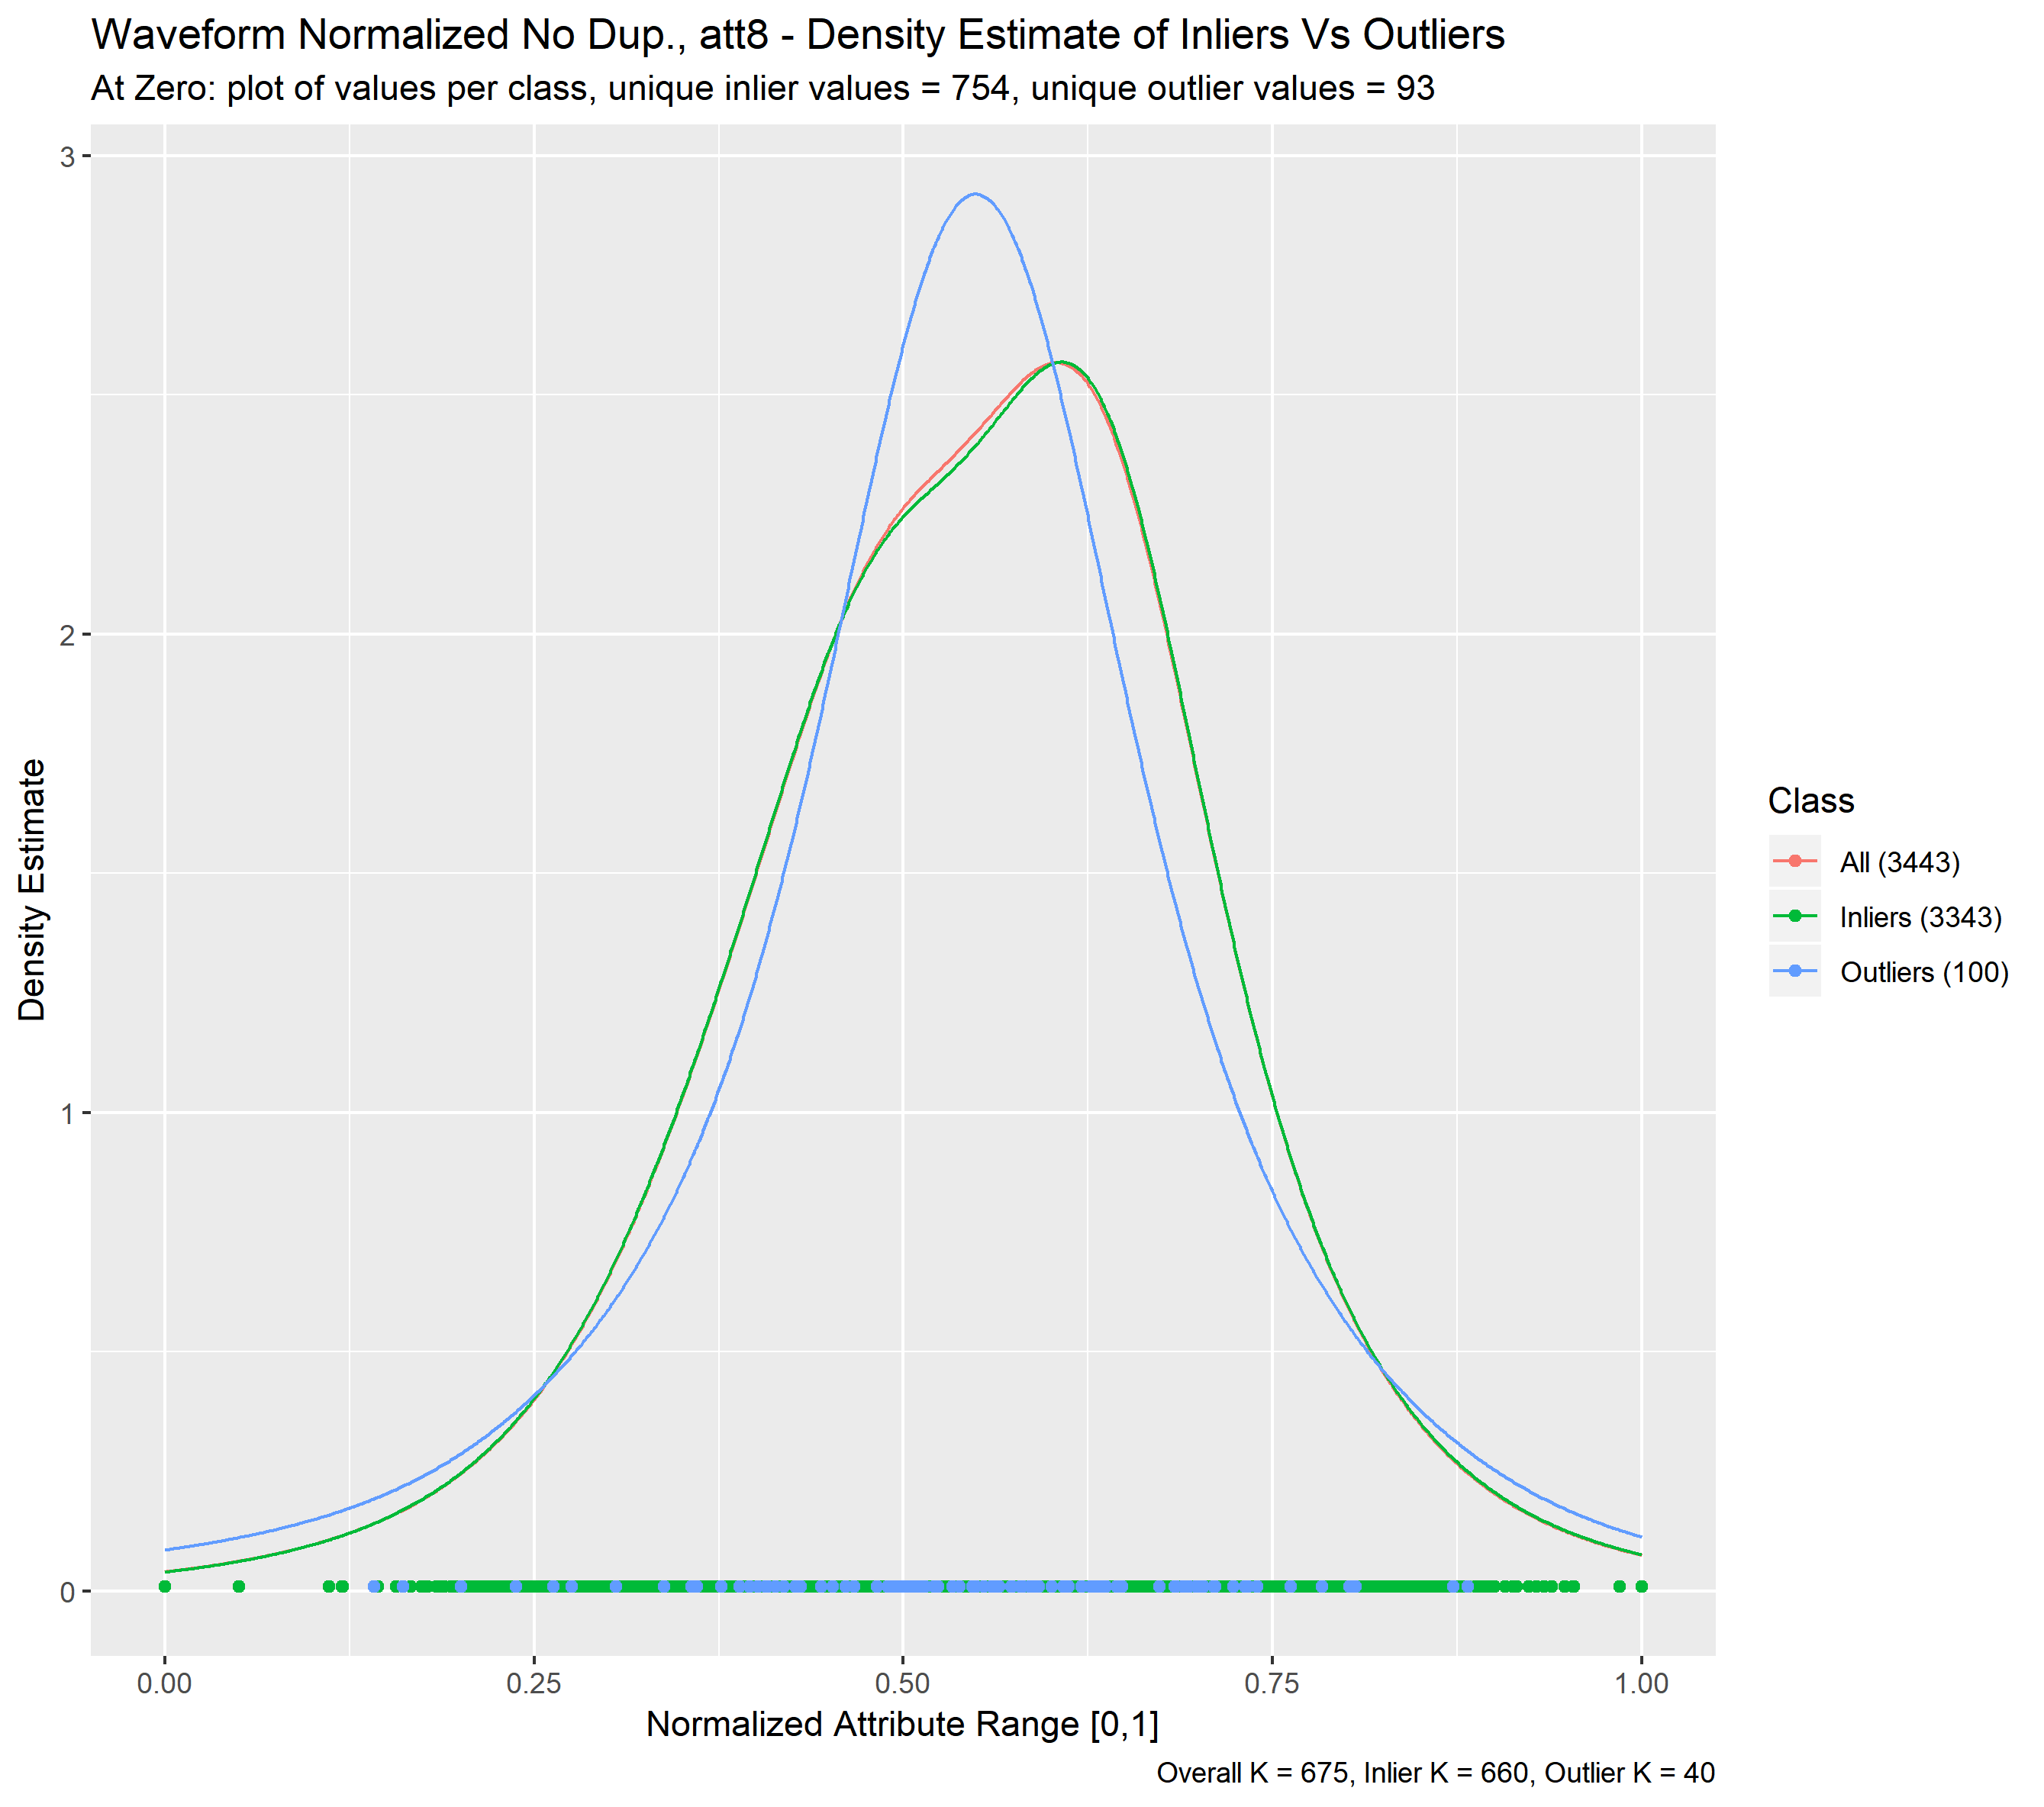 Waveform Normalized No Dup., att8 - Density Estimate of Inliers Vs Outliers
At Zero: plot of values per class, unique inlier values = 754, unique outlier values = 93
3
2
1
0
Density Estimate
0.00 0.25 0.50 0.75 1.00
Normalized Attribute Range [0,1]
Class
All (3443)
Inliers (3343)
Outliers (100)
Overall K = 675, Inlier K = 660, Outlier K = 40